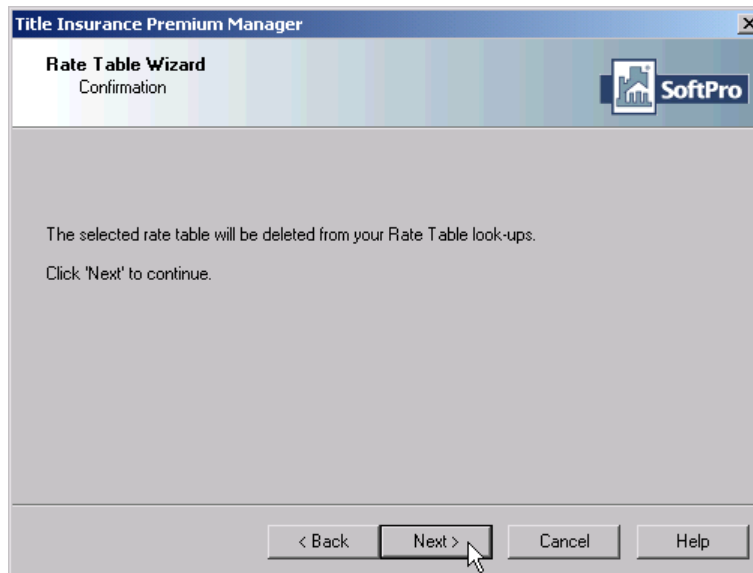 Title Insurance Premium Manager
Rate Table Wizard
Confirmation
SoftPro
The selected rate table will be deleted from your Rate Table look-ups.
Click 'Next' to continue.
< Back
Next >
Cancel
Help